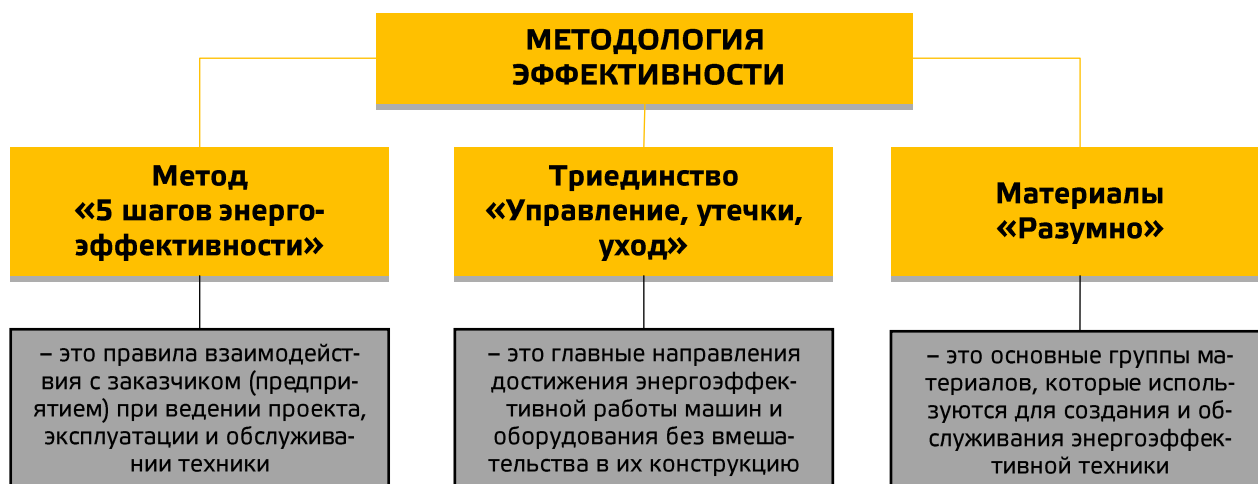 МЕТОДОЛОГИЯ
ЭФФЕКТИВНОСТИ
Метод
«5 шагов энерго-
эффективности»
Триединство
«Управление, утечки,
уход»
Материалы
«Разумно»
– это правила взаимодейст-
вия с заказчиком (предпри-
ятием) при ведении проекта,
эксплуатации и обслужива-
нии техники
– это главные направления
достижения энергоэффек-
тивной работы машин и
оборудования без вмеша-
тельства в их конструкцию
– это основные группы ма-
териалов, которые исполь-
зуются для создания и об-
служивания энергоэффек-
тивной техники